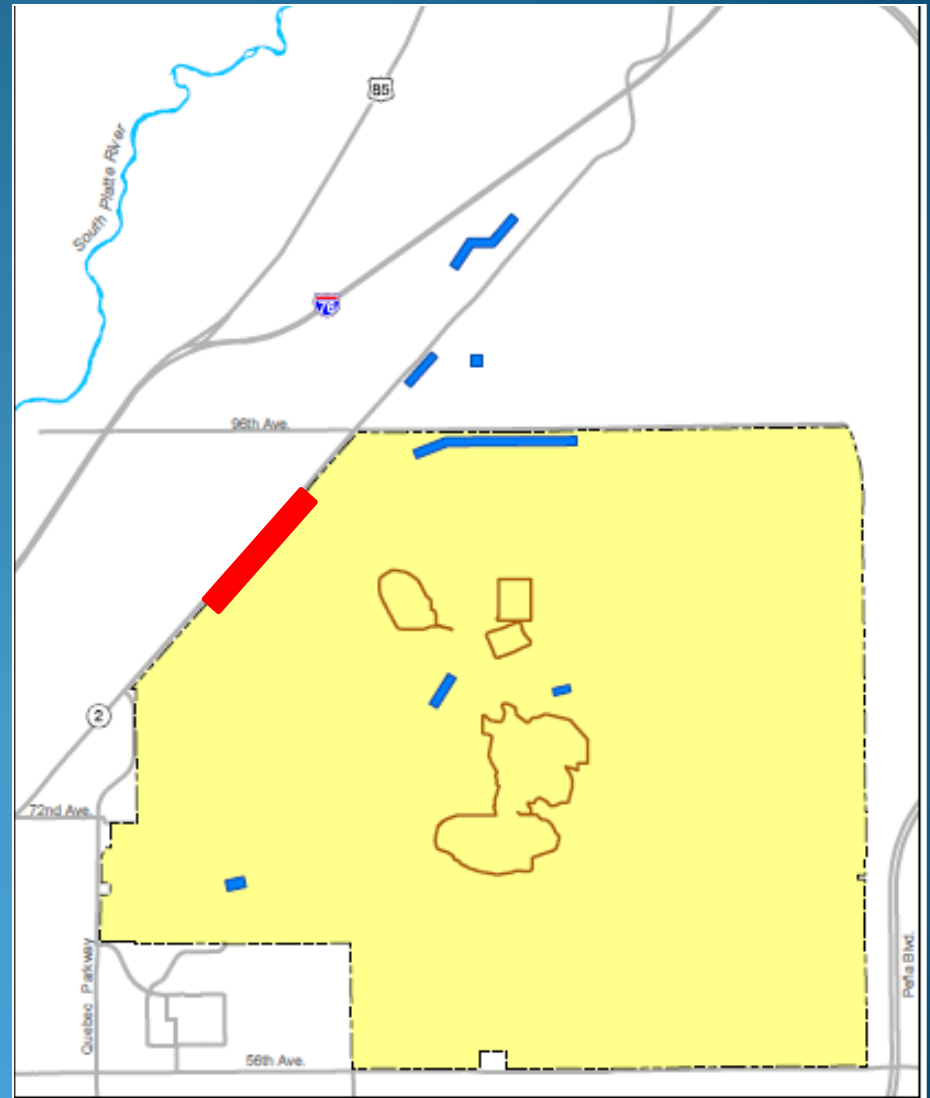 85
South Platte River
76
96th Ave.
2
72nd Ave.
Quebec Parkway
Peña Blvd.
56th Ave.